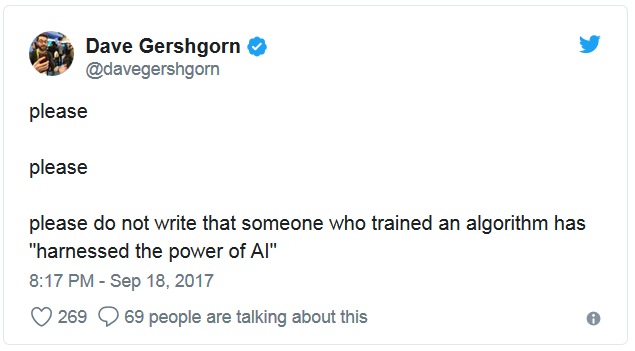 Dave Gershgorn
@davegershgorn
please
please
please do not write that someone who trained an algorithm has
"harnessed the power of AI"
8:17 PM - Sep 18, 2017
269 69 people are talking about this